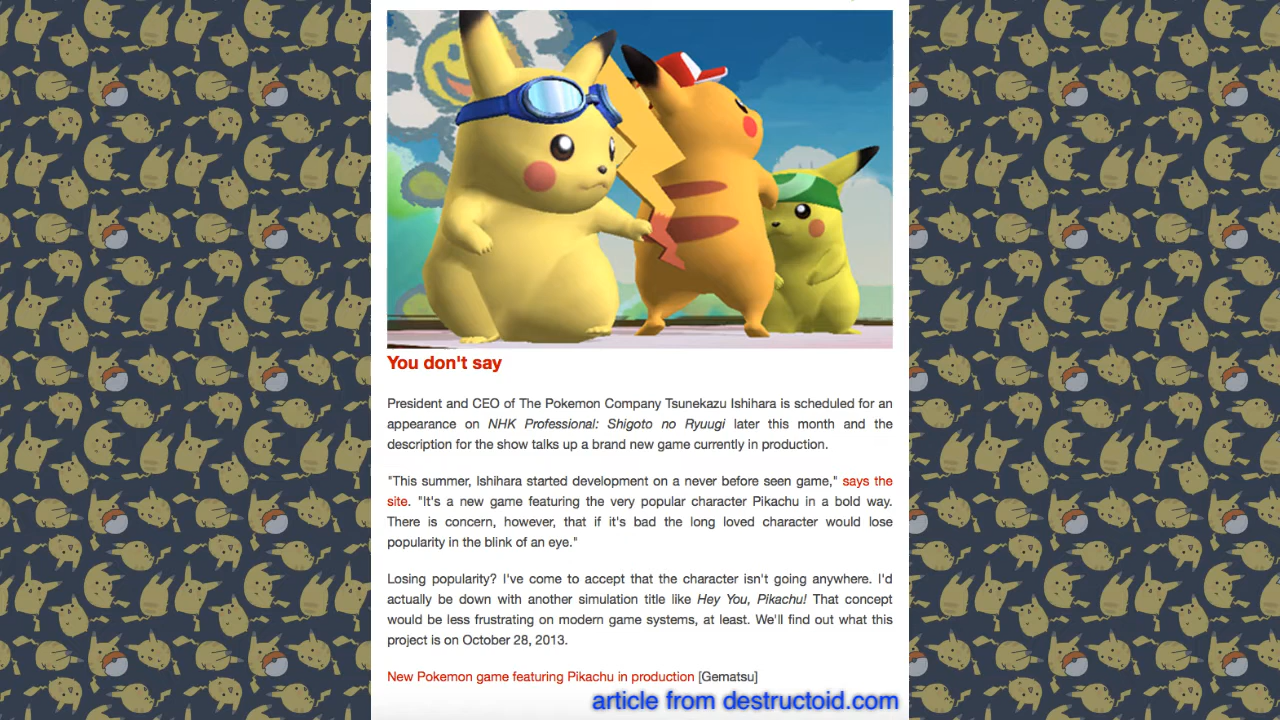 You don't say
President and CEO of The Pokemon Company Tsunekazu Ishihara is scheduled for an
appearance on NHK Professional: Shigoto no Ryuugi later this month and the
description for the show talks up a brand new game currently in production.
"This summer, Ishihara started development on a never before seen game," says the
site. "It's a new game featuring the very popular character Pikachu in a bold way.
There is concern, however, that if it's bad the long loved character would lose
popularity in the blink of an eye."
Losing popularity? I've come to accept that the character isn't going anywhere. I'd
actually be down with another simulation title like Hey You, Pikachu! That concept
would be less frustrating on modern game systems, at least. We'll find out what this
project is on October 28, 2013.
New Pokemon game featuring Pikachu in production [Gematsu]
article from destructoid.com